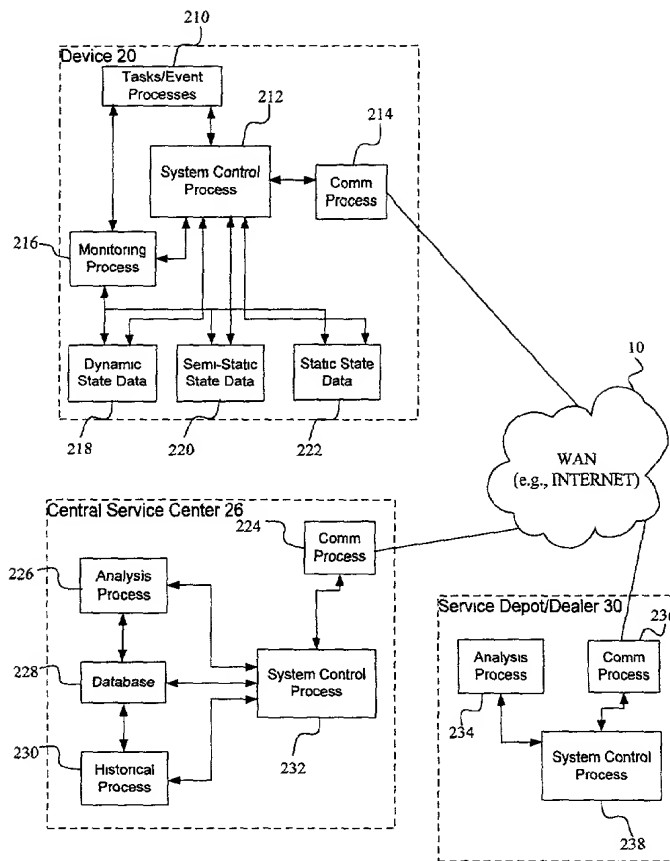 210
Device 20
Tasks/Event
Processes
212
214
System Control
Process
Comm
Process
216
Monitoring
Process
Dynamic
State Data
Semi-Static
State Data
Static State
Data
218
220
222
10
WAN
(e.g., INTERNET)
Central Service Center 26
224
Comm
Process
226
Analysis
Process
228
Database
System Control
Process
230
Historical
Process
232
Service Depot/Dealer 30
236
Analysis
Process
Comm
Process
234
System Control
Process
238